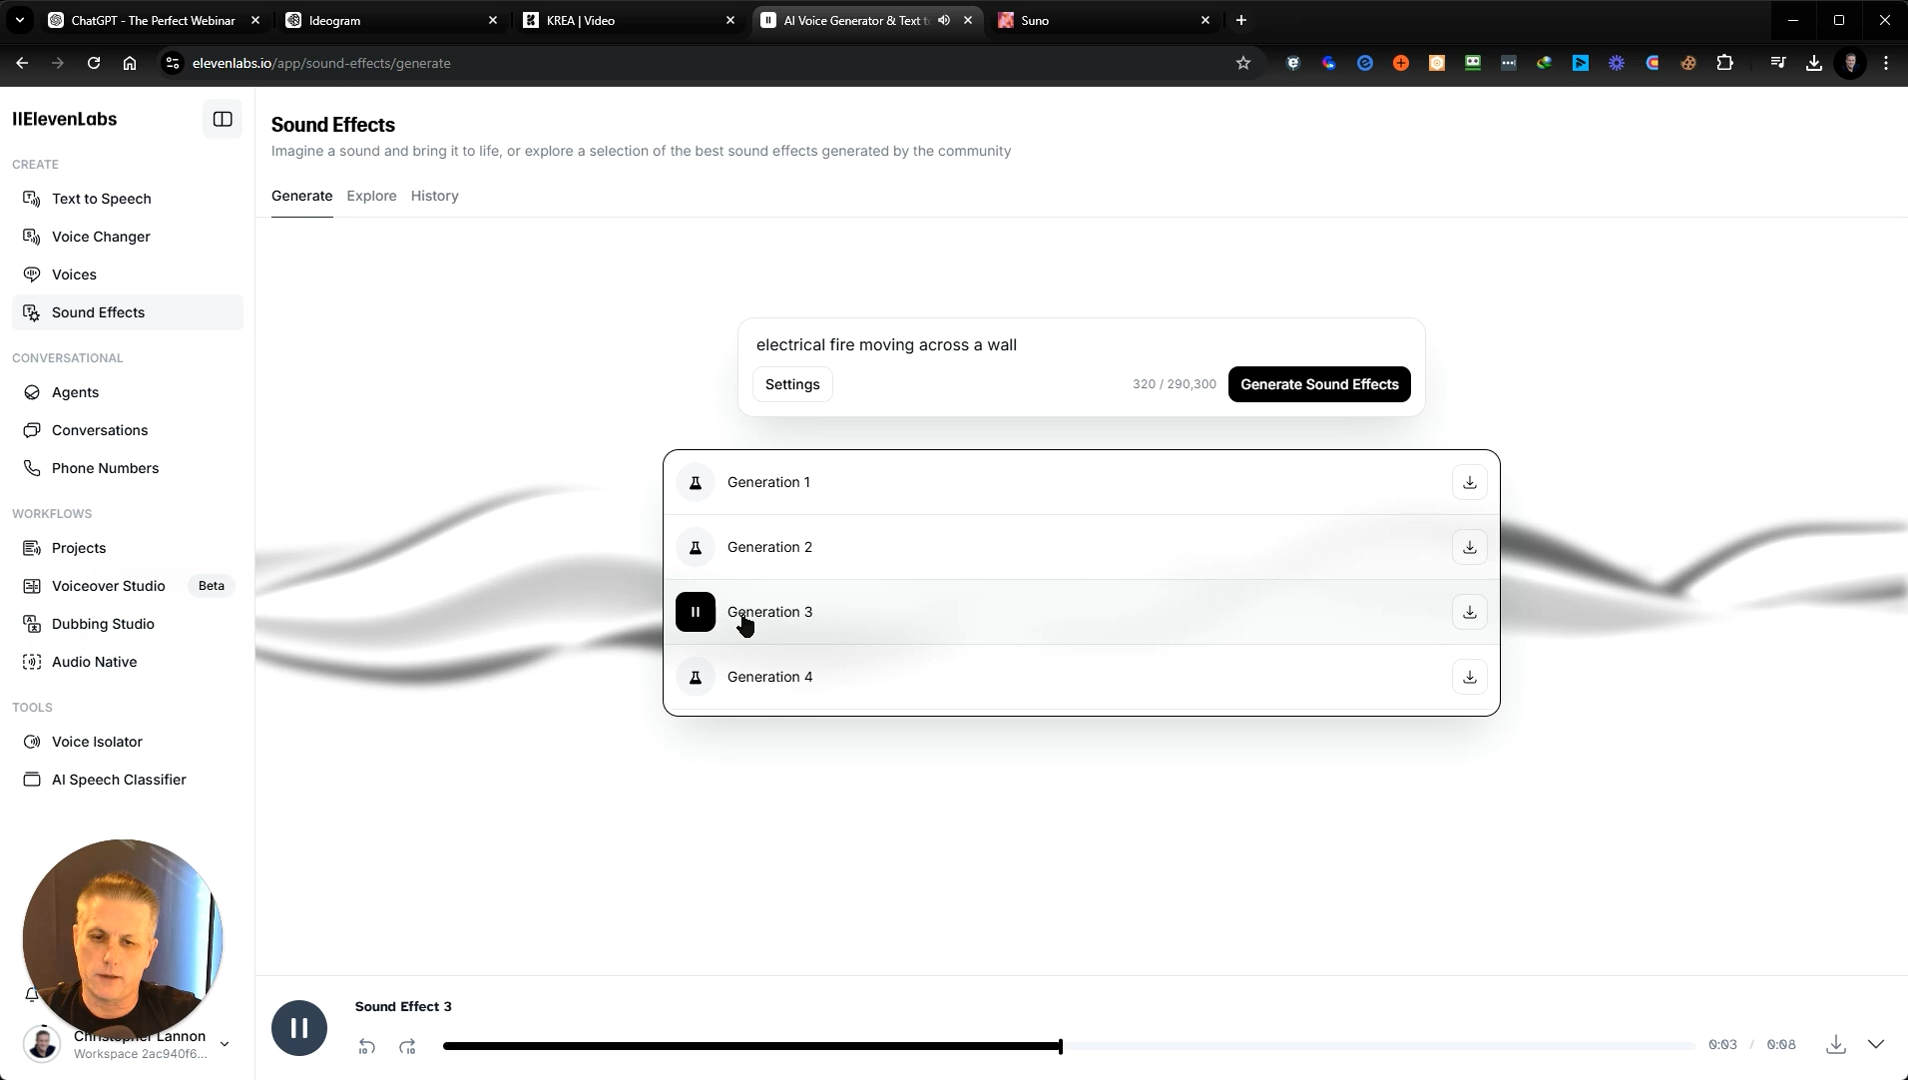 ChatGPT - The Perfect Webinar
Ideogram
KREA | Video
AI Voice Generator & Text t
Suno
elevenlabs.io/app/sound-effects/generate
IIElevenLabs
CREATE
Text to Speech
Voice Changer
Voices
Sound Effects
CONVERSATIONAL
Agents
Conversations
Phone Numbers
WORKFLOWS
Projects
Voiceover Studio Beta
Dubbing Studio
Audio Native
TOOLS
Voice Isolator
AI Speech Classifier
Christopher Lannon
Workspace 2ac940f6...
Sound Effects
Imagine a sound and bring it to life, or explore a selection of the best sound effects generated by the community
Generate Explore History
electrical fire moving across a wall
Settings 320 / 290,300 Generate Sound Effects
Generation 1
Generation 2
Generation 3
Generation 4
Sound Effect 3
0:03 / 0:08